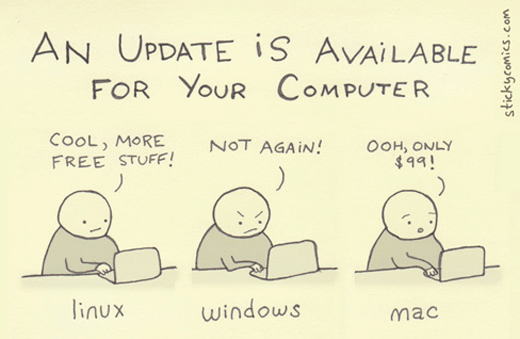 An Update is Available
for Your Computer
stickycomics.com
Cool, more
free stuff!
Not again!
Ooh, only
$99!
linux
windows
mac